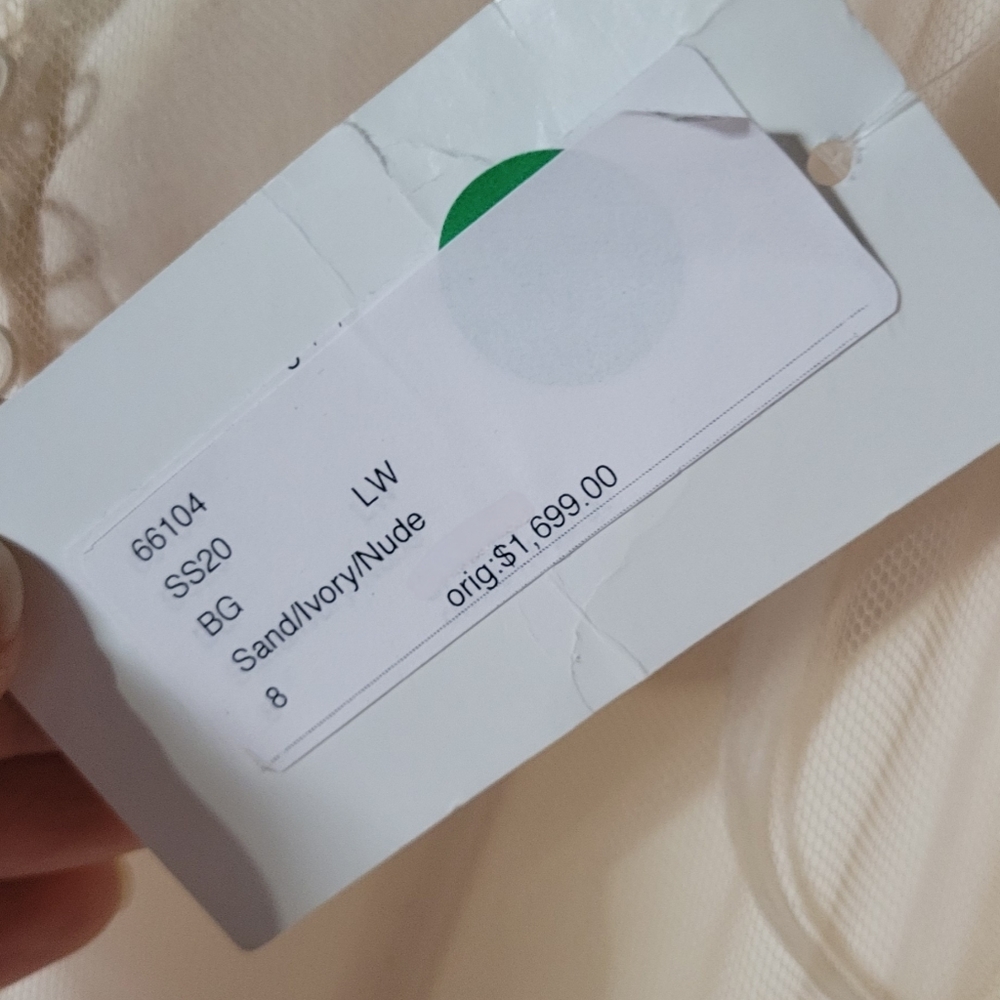 66104 LW
SS20
BG
Sand/Ivory/Nude
8 orig:$1,699.00